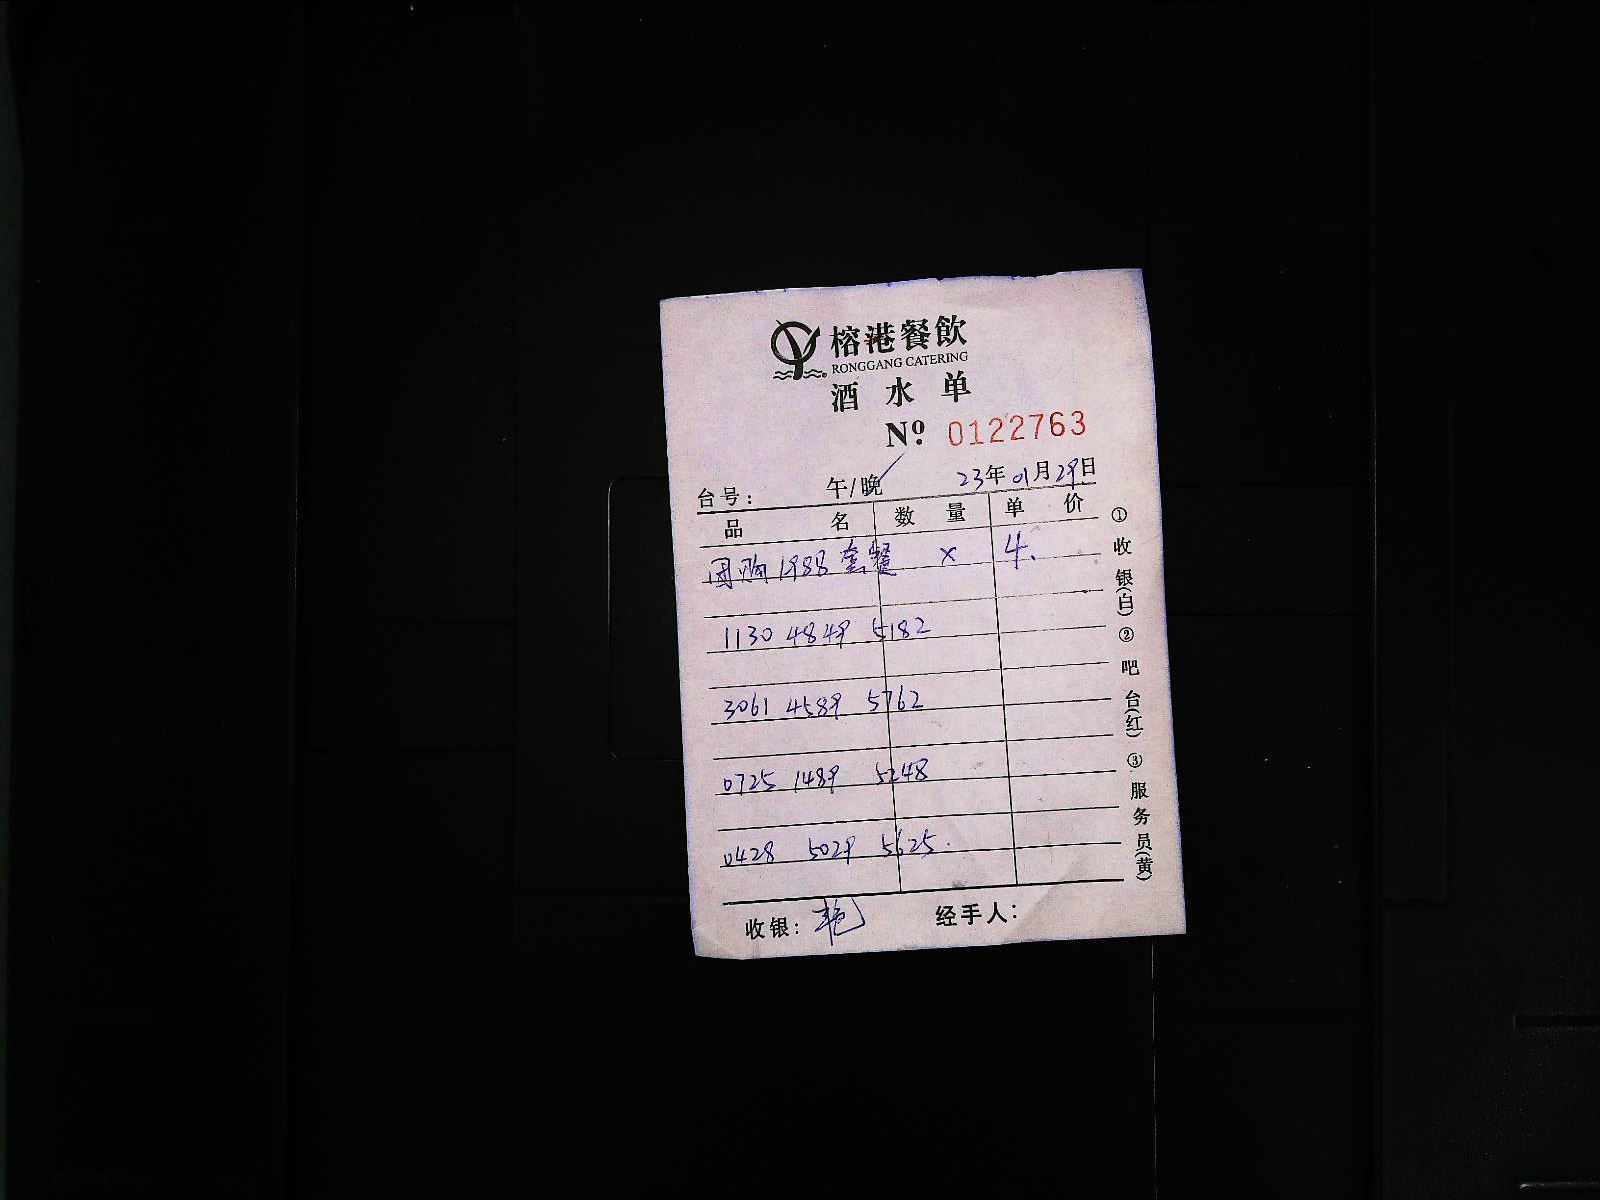 榕港餐飲
RONGGANG CATERING
酒水单
Nº 0122763
台号: 午/晚 23年01月29日
品名 数量 单价
团购1988套餐 × 4.
1130 4849 5182
3061 4589 5762
0725 1489 5248
0428 5029 5625.
收银: 艳 经手人:
①收银(白)②吧台(红)③服务员(黄)